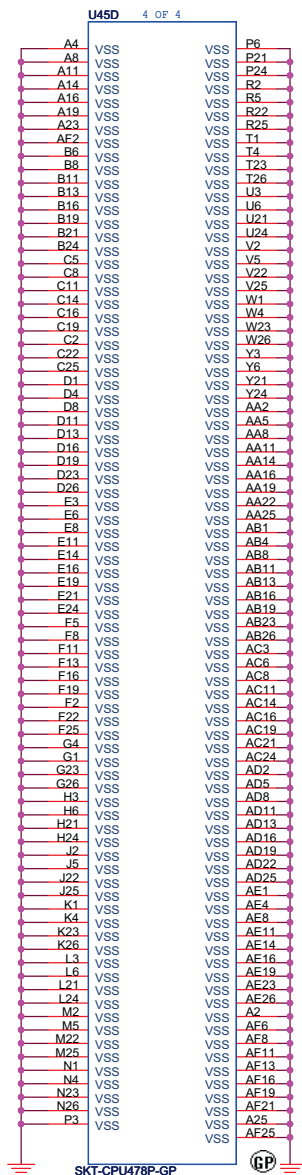 U45D 4 OF 4
A4 VSS VSS P6
A8 VSS VSS P21
A11 VSS VSS P24
A14 VSS VSS R2
A16 VSS VSS R5
A19 VSS VSS R22
A23 VSS VSS R25
AF2 VSS VSS T1
B6 VSS VSS T4
B8 VSS VSS T23
B11 VSS VSS T26
B13 VSS VSS U3
B16 VSS VSS U6
B19 VSS VSS U21
B21 VSS VSS U24
B24 VSS VSS V2
C5 VSS VSS V5
C8 VSS VSS V22
C11 VSS VSS V25
C14 VSS VSS W1
C16 VSS VSS W4
C19 VSS VSS W23
C2 VSS VSS W26
C22 VSS VSS Y3
C25 VSS VSS Y6
D1 VSS VSS Y21
D4 VSS VSS Y24
D8 VSS VSS AA2
D11 VSS VSS AA5
D13 VSS VSS AA8
D16 VSS VSS AA11
D19 VSS VSS AA14
D23 VSS VSS AA16
D26 VSS VSS AA19
E3 VSS VSS AA22
E6 VSS VSS AA25
E8 VSS VSS AB1
E11 VSS VSS AB4
E14 VSS VSS AB8
E16 VSS VSS AB11
E19 VSS VSS AB13
E21 VSS VSS AB16
E24 VSS VSS AB19
F5 VSS VSS AB23
F8 VSS VSS AB26
F11 VSS VSS AC3
F13 VSS VSS AC6
F16 VSS VSS AC8
F19 VSS VSS AC11
F2 VSS VSS AC14
F22 VSS VSS AC16
F25 VSS VSS AC19
G4 VSS VSS AC21
G1 VSS VSS AC24
G23 VSS VSS AD2
G26 VSS VSS AD5
H3 VSS VSS AD8
H6 VSS VSS AD11
H21 VSS VSS AD13
H24 VSS VSS AD16
J2 VSS VSS AD19
J5 VSS VSS AD22
J22 VSS VSS AD25
J25 VSS VSS AE1
K1 VSS VSS AE4
K4 VSS VSS AE8
K23 VSS VSS AE11
K26 VSS VSS AE14
L3 VSS VSS AE16
L6 VSS VSS AE19
L21 VSS VSS AE23
L24 VSS VSS AE26
M2 VSS VSS A2
M5 VSS VSS AF6
M22 VSS VSS AF8
M25 VSS VSS AF11
N1 VSS VSS AF13
N4 VSS VSS AF16
N23 VSS VSS AF19
N26 VSS VSS AF21
P3 VSS VSS A25
VSS AF25
SKT-CPU478P-GP
GP